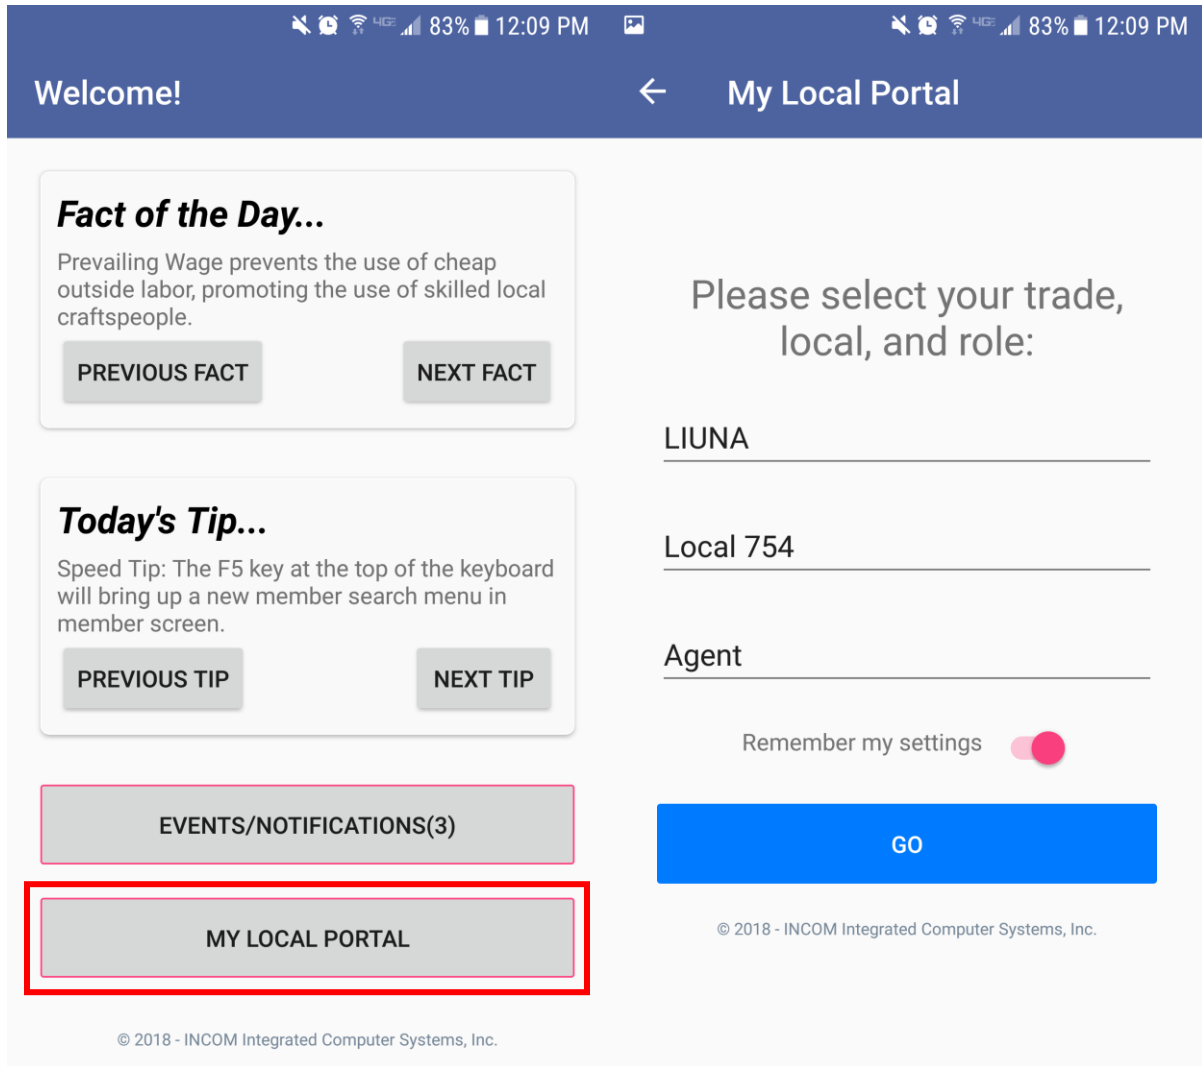 83% 12:09 PM
Welcome!
Fact of the Day...
Prevailing Wage prevents the use of cheap
outside labor, promoting the use of skilled local
craftspeople.
PREVIOUS FACT
NEXT FACT
Today's Tip...
Speed Tip: The F5 key at the top of the keyboard
will bring up a new member search menu in
member screen.
PREVIOUS TIP
NEXT TIP
EVENTS/NOTIFICATIONS(3)
MY LOCAL PORTAL
© 2018 - INCOM Integrated Computer Systems, Inc.
83% 12:09 PM
My Local Portal
Please select your trade,
local, and role:
LIUNA
Local 754
Agent
Remember my settings
GO
© 2018 - INCOM Integrated Computer Systems, Inc.